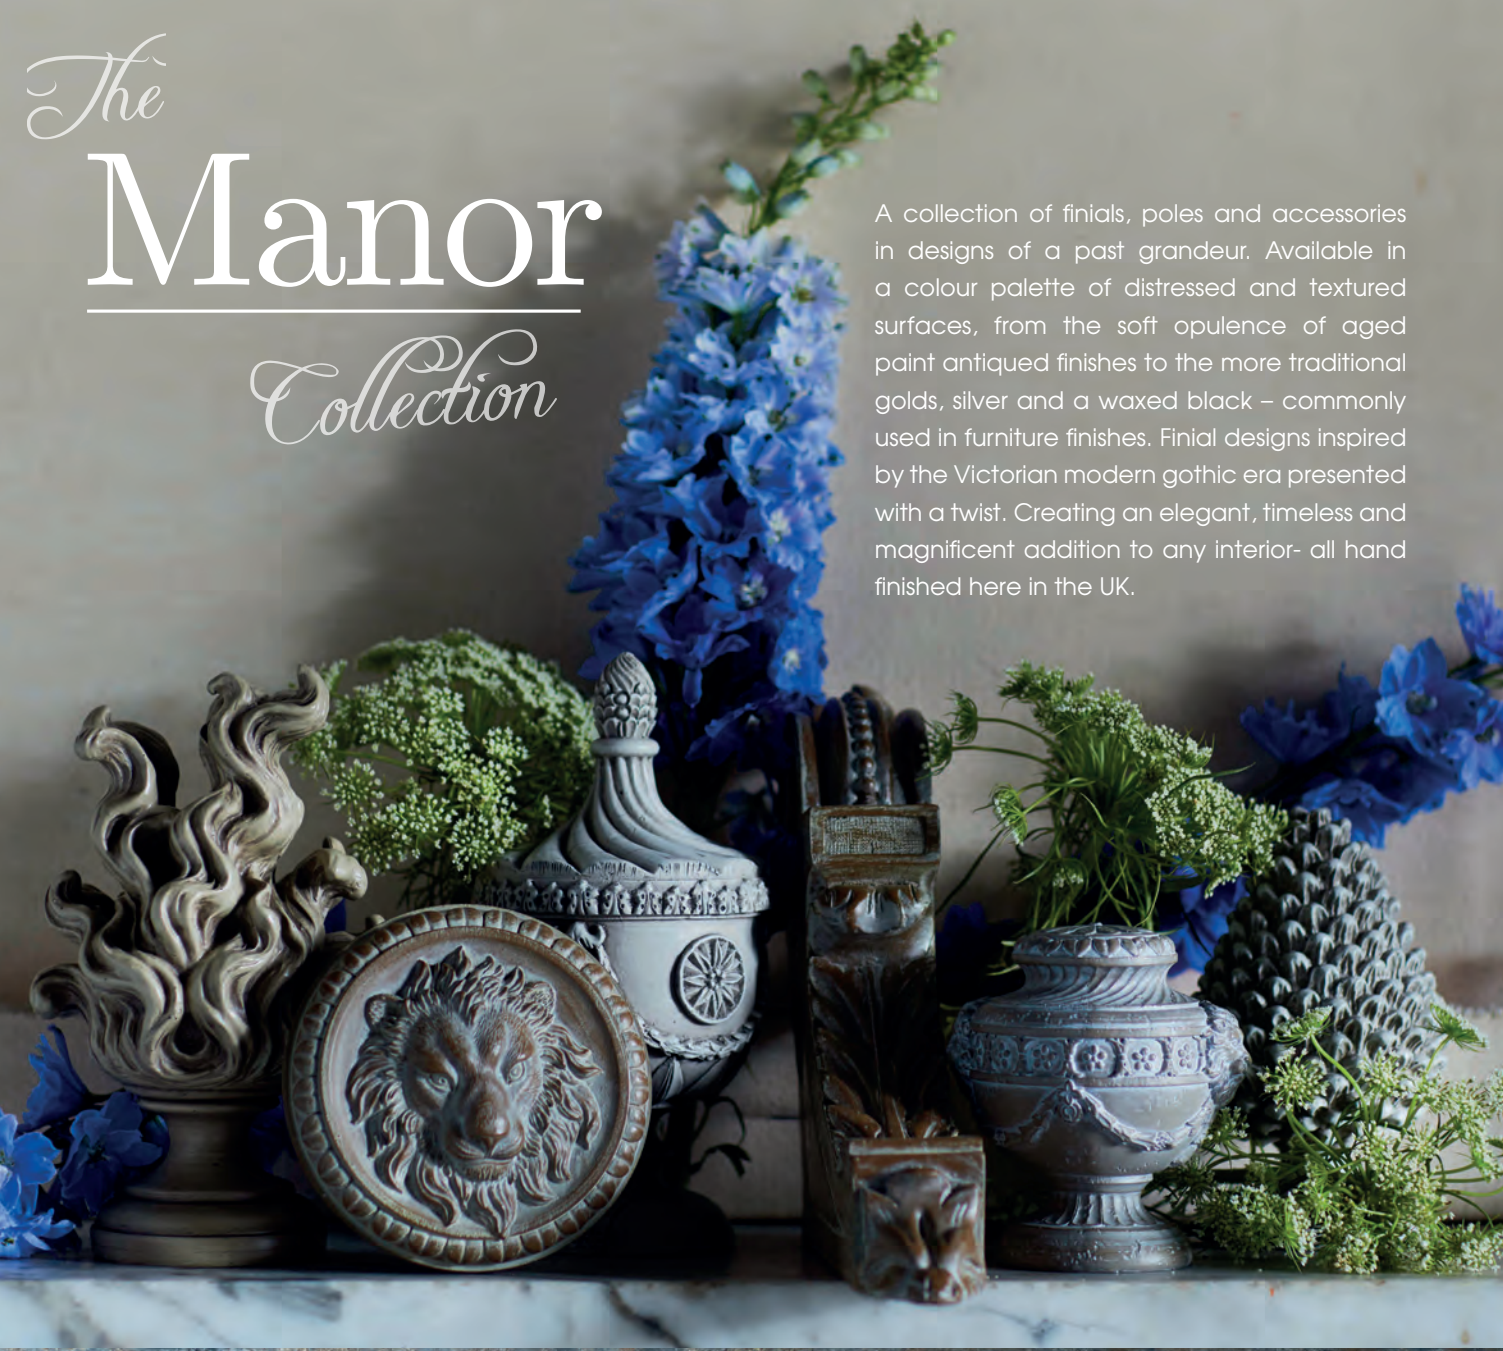 The
Manor
Collection
A collection of finials, poles and accessories
in designs of a past grandeur. Available in
a colour palette of distressed and textured
surfaces, from the soft opulence of aged
paint antiqued finishes to the more traditional
golds, silver and a waxed black – commonly
used in furniture finishes. Finial designs inspired
by the Victorian modern gothic era presented
with a twist. Creating an elegant, timeless and
magnificent addition to any interior- all hand
finished here in the UK.